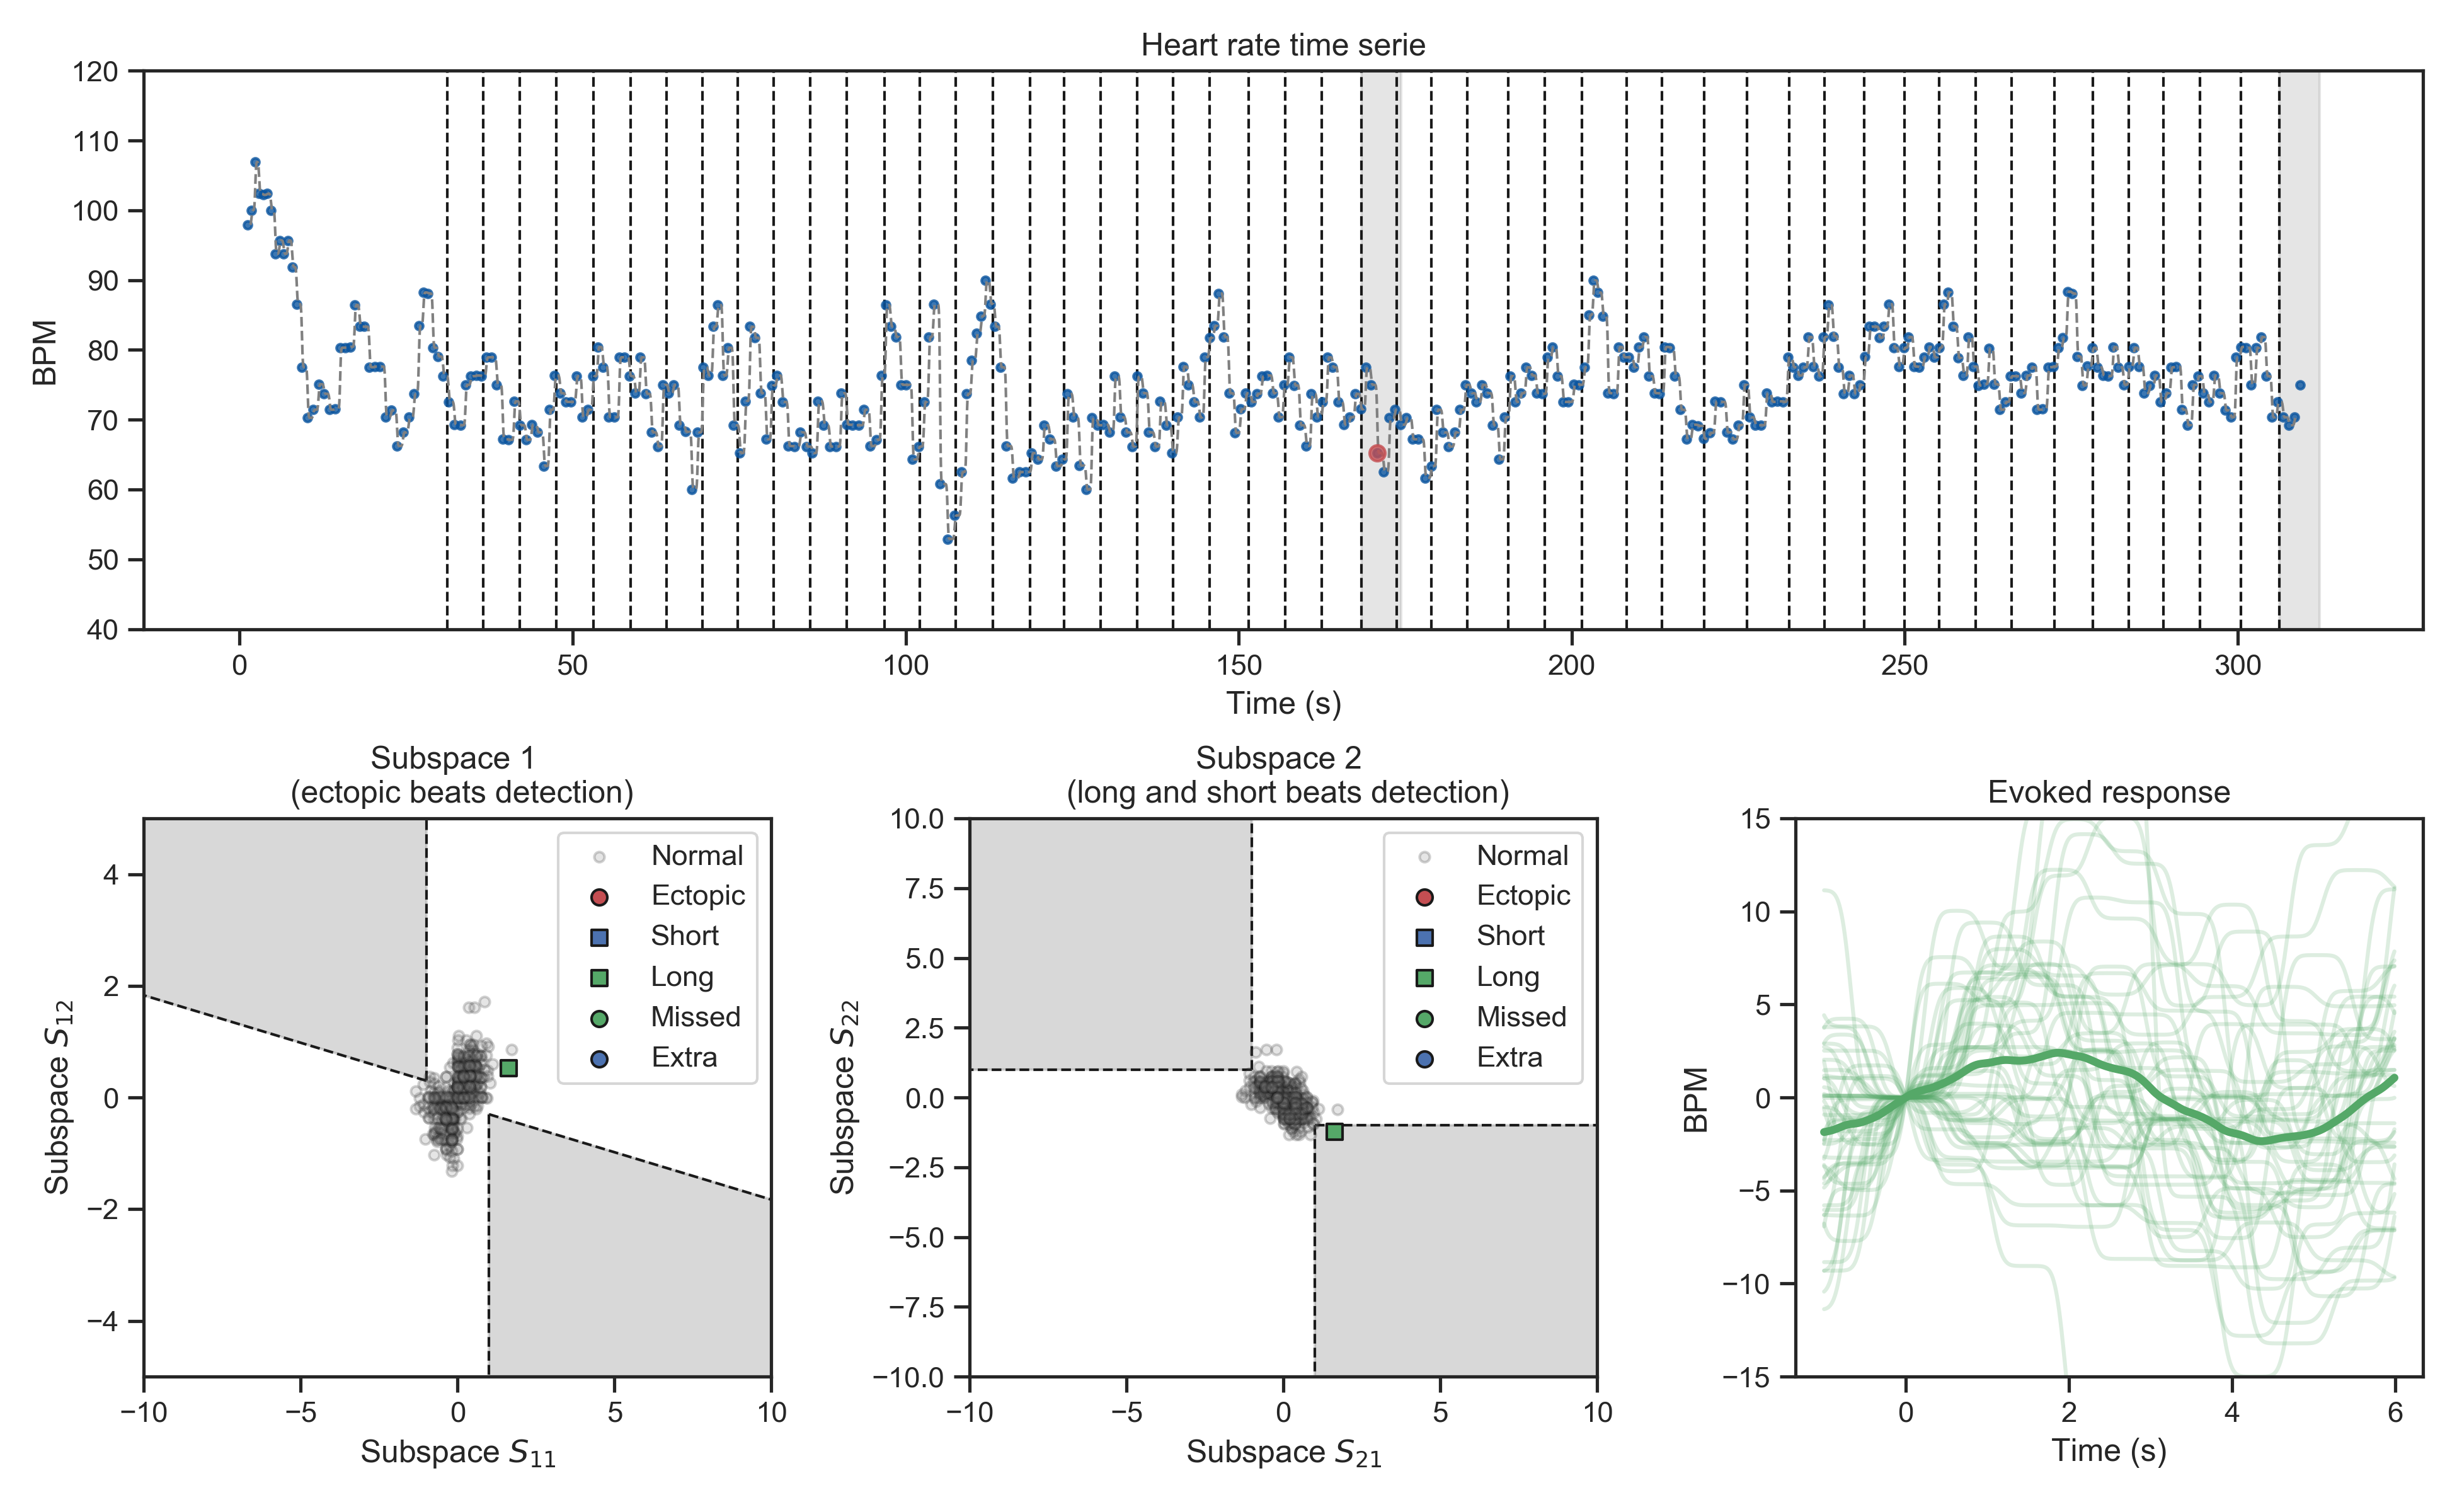 Heart rate time serie
120
110
100
90
80
70
60
50
40
BPM
0 50 100 150 200 250 300
Time (s)
Subspace 1
(ectopic beats detection)
4
2
0
−2
−4
Subspace S12
Normal
Ectopic
Short
Long
Missed
Extra
−10 −5 0 5 10
Subspace S11
Subspace 2
(long and short beats detection)
10.0
7.5
5.0
2.5
0.0
−2.5
−5.0
−7.5
−10.0
Subspace S22
Normal
Ectopic
Short
Long
Missed
Extra
−10 −5 0 5 10
Subspace S21
Evoked response
15
10
5
0
−5
−10
−15
BPM
0 2 4 6
Time (s)